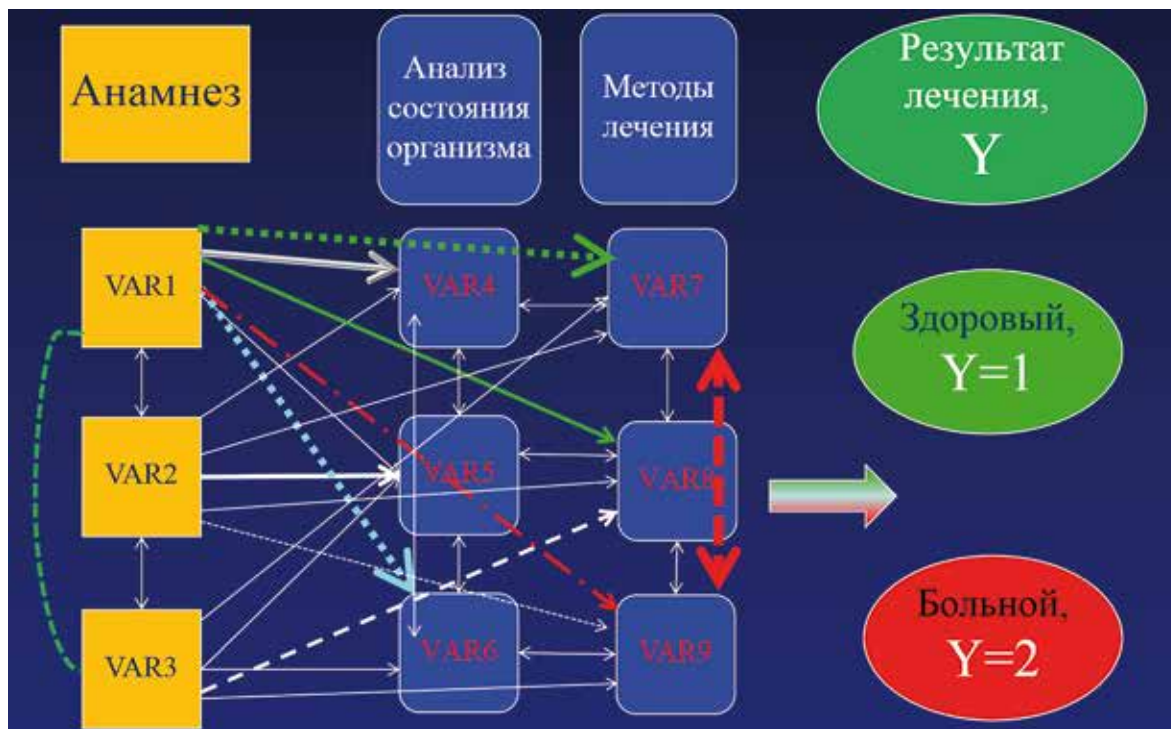 Анамнез
Анализ
состояния
организма
Методы
лечения
Результат
лечения,
Y
VAR1
VAR4
VAR7
Здоровый,
Y=1
VAR2
VAR5
VAR8
VAR3
VAR6
VAR9
Больной,
Y=2